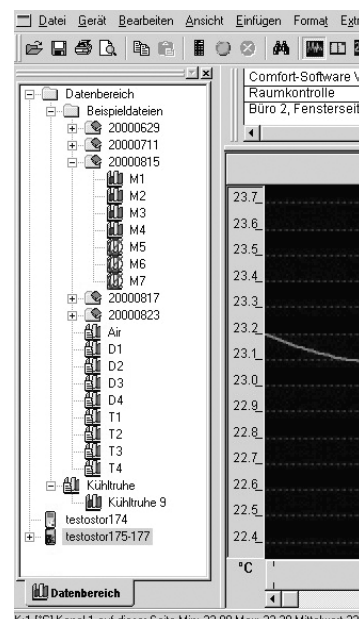 Datei Gerät Bearbeiten Ansicht Einfügen Format
Comfort-Software V
Raumkontrolle
Büro 2, Fensterseit
Datenbereich
Beispieldateien
20000629
20000711
20000815
M1
M2
M3
M4
M5
M6
M7
20000817
20000823
Air
D1
D2
D3
D4
T1
T2
T3
T4
Kühltruhe
Kühltruhe 9
testostor174
testostor175-177
Datenbereich
23.7
23.6
23.5
23.4
23.3
23.2
23.1
23.0
22.9
22.8
22.7
22.6
22.5
22.4
°C